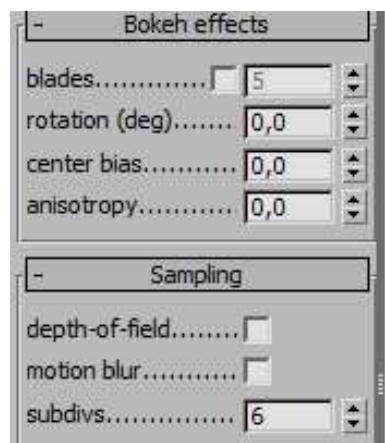 - Bokeh effects
blades............. 5
rotation (deg)....... 0,0
center bias......... 0,0
anisotropy........... 0,0
- Sampling
depth-of-field........
motion blur...........
subdivs............... 6